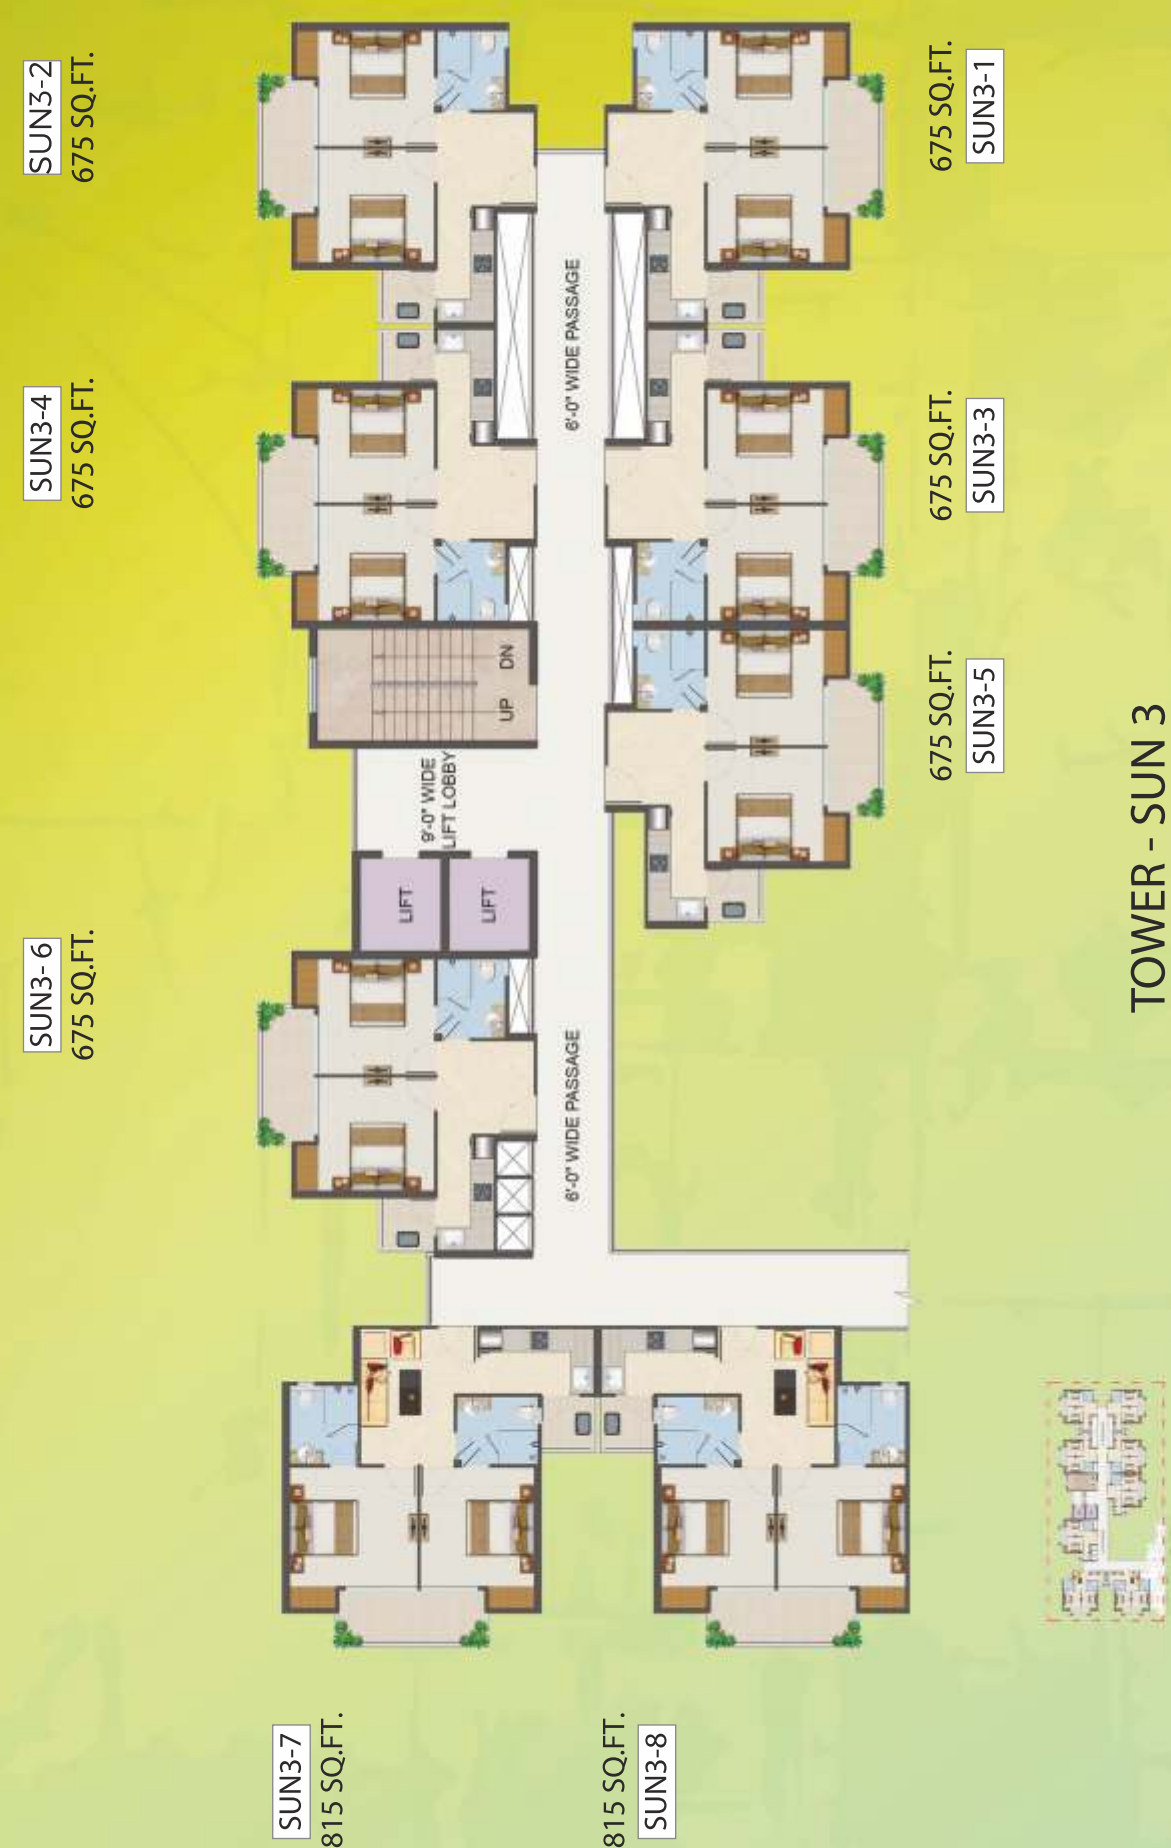 SUN3-7
815 SQ.FT.
815 SQ.FT.
SUN3-8
SUN3- 6
675 SQ.FT.
SUN3-4
675 SQ.FT.
SUN3-2
675 SQ.FT.
LIFT
LIFT
9'-0" WIDE
LIFT LOBBY
UP
DN
6'-0" WIDE PASSAGE
6'-0" WIDE PASSAGE
675 SQ.FT.
SUN3-5
675 SQ.FT.
SUN3-3
675 SQ.FT.
SUN3-1
TOWER - SUN 3